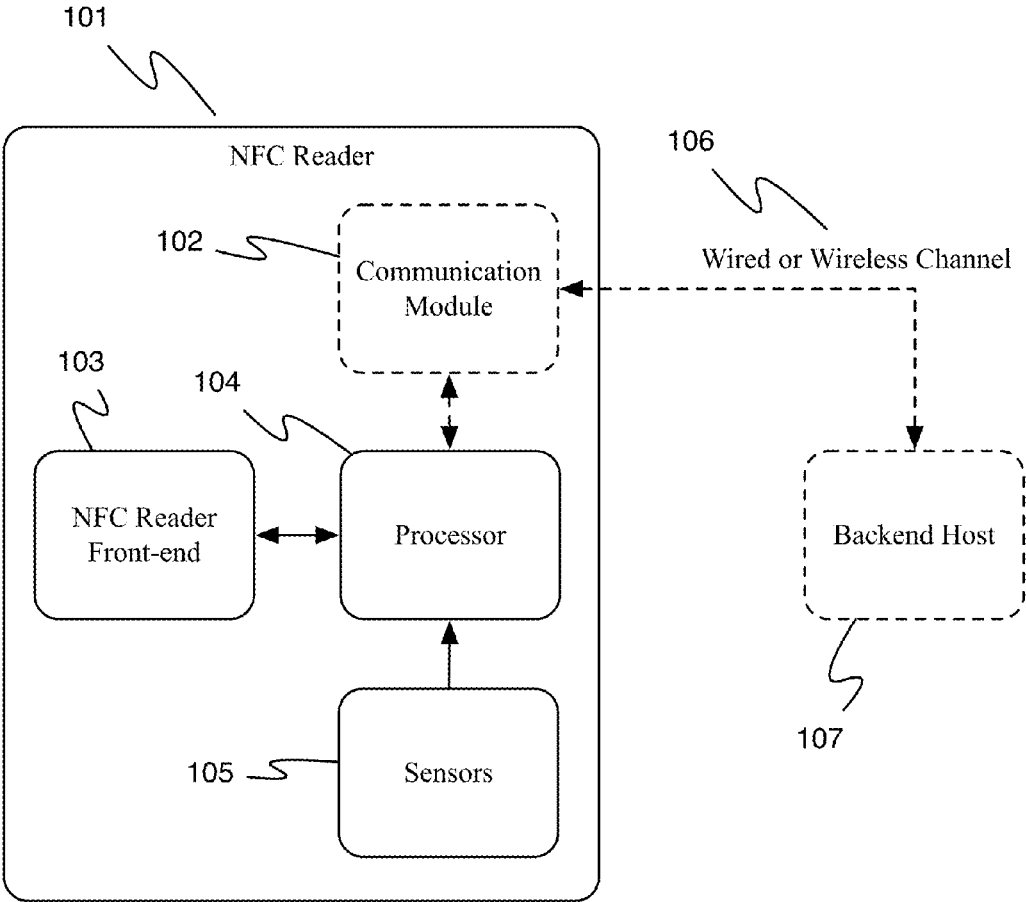 101
NFC Reader
106
102
Communication
Module
Wired or Wireless Channel
103
104
NFC Reader
Front-end
Processor
Backend Host
105
Sensors
107